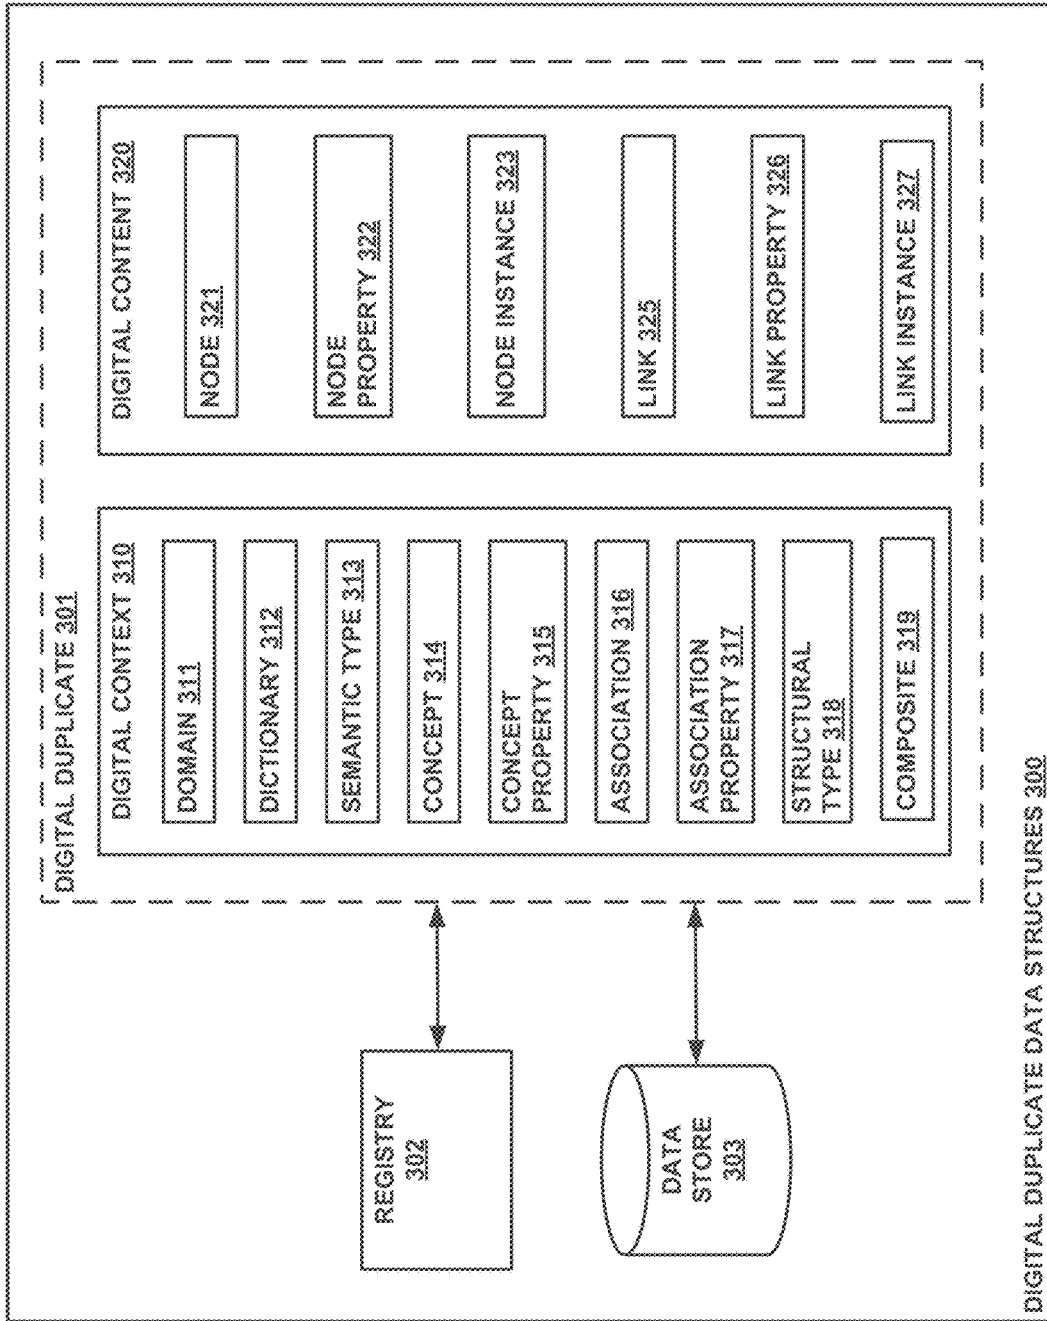 REGISTRY
302
DATA
STORE
303
DIGITAL DUPLICATE 301
DIGITAL CONTEXT 310
DOMAIN 311
DICTIONARY 312
SEMANTIC TYPE 313
CONCEPT 314
CONCEPT
PROPERTY 315
ASSOCIATION 316
ASSOCIATION
PROPERTY 317
STRUCTURAL
TYPE 318
COMPOSITE 319
DIGITAL CONTENT 320
NODE 321
NODE
PROPERTY 322
NODE INSTANCE 323
LINK 325
LINK PROPERTY 326
LINK INSTANCE 327
DIGITAL DUPLICATE DATA STRUCTURES 300